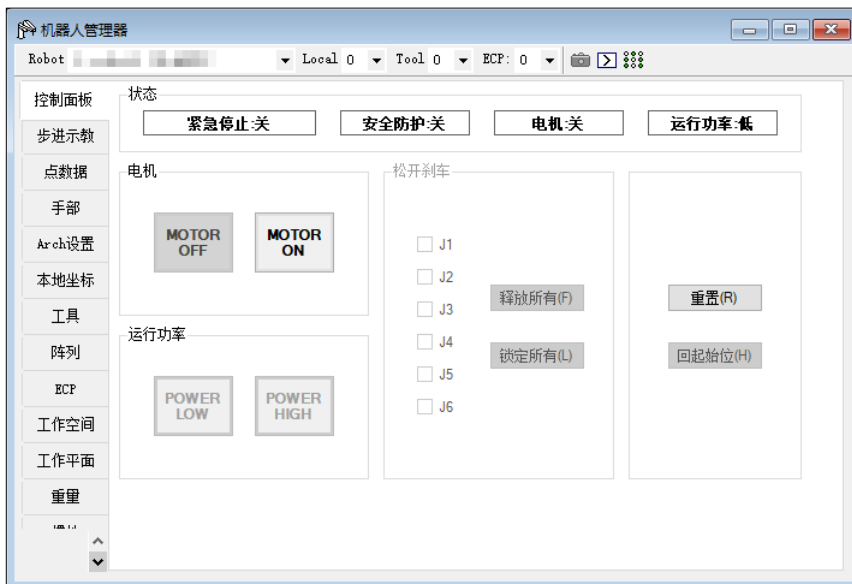 机器人管理器
Robot Local 0 Tool 0 ECP: 0
控制面板
步进示教
点数据
手部
Arch设置
本地坐标
工具
阵列
ECP
工作空间
工作平面
重量
状态
紧急停止:关 安全防护:关 电机:关 运行功率:低
电机
MOTOR OFF
MOTOR ON
运行功率
POWER LOW
POWER HIGH
松开刹车
J1
J2
J3
J4
J5
J6
释放所有(F)
锁定所有(L)
重置(R)
回起始位(H)